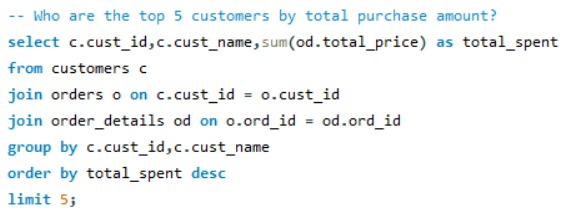 -- Who are the top 5 customers by total purchase amount?
select c.cust_id,c.cust_name,sum(od.total_price) as total_spent
from customers c
join orders o on c.cust_id = o.cust_id
join order_details od on o.ord_id = od.ord_id
group by c.cust_id,c.cust_name
order by total_spent desc
limit 5;